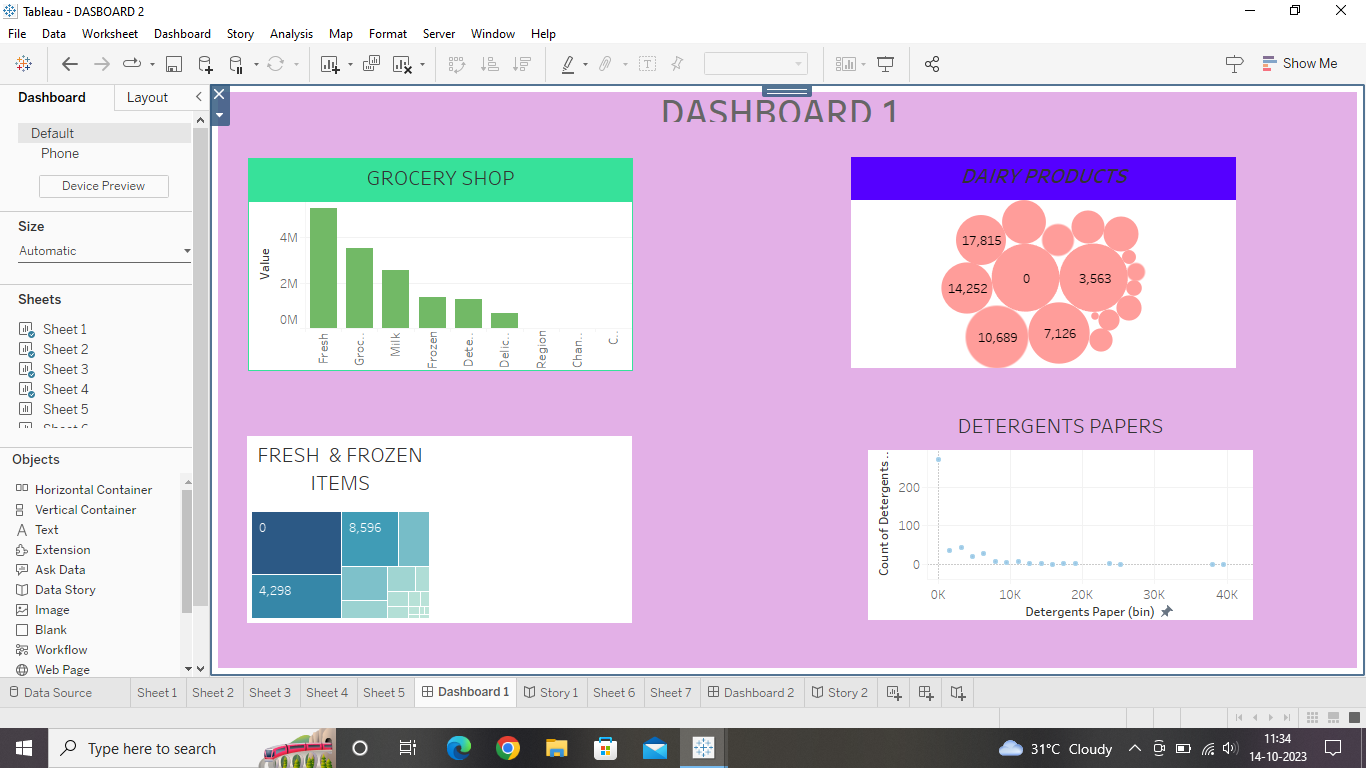 Tableau - DASBOARD 2
File Data Worksheet Dashboard Story Analysis Map Format Server Window Help
Show Me
Dashboard Layout
Default
Phone
Device Preview
Size
Automatic
Sheets
Sheet 1
Sheet 2
Sheet 3
Sheet 4
Sheet 5
Objects
Horizontal Container
Vertical Container
Text
Extension
Ask Data
Data Story
Image
Blank
Workflow
Web Page
DASHBOARD 1
GROCERY SHOP
Value
4M
2M
0M
Fresh Groc.. Milk Frozen Dete.. Delic.. Region Chan.. C..
DAIRY PRODUCTS
17,815
0
3,563
14,252
10,689
7,126
FRESH & FROZEN
ITEMS
0
8,596
4,298
DETERGENTS PAPERS
Count of Detergents ..
200
100
0
0K 10K 20K 30K 40K
Detergents Paper (bin)
Data Source Sheet 1 Sheet 2 Sheet 3 Sheet 4 Sheet 5 Dashboard 1 Story 1 Sheet 6 Sheet 7 Dashboard 2 Story 2
Type here to search
31°C Cloudy
11:34
14-10-2023